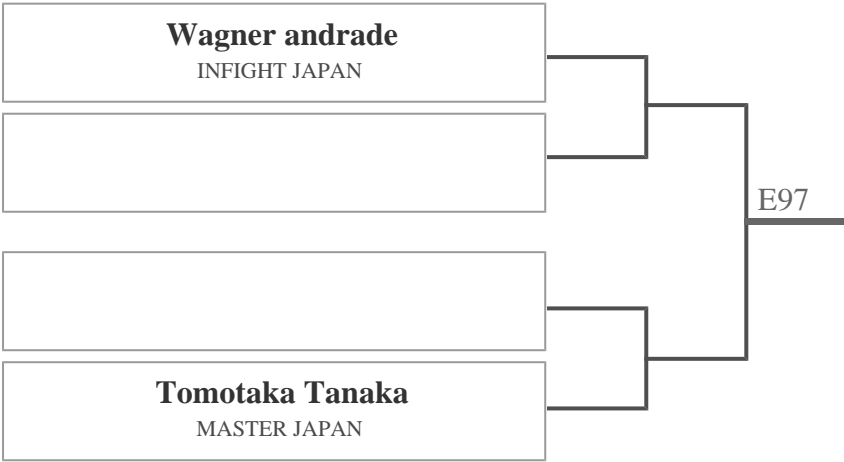 Wagner andrade
INFIGHT JAPAN
E97
Tomotaka Tanaka
MASTER JAPAN